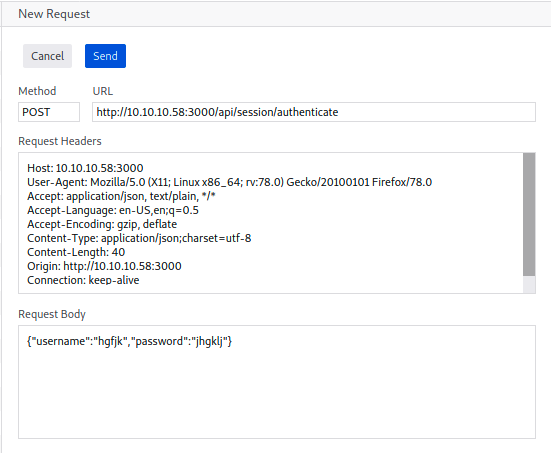 New Request
Cancel Send
Method URL
POST http://10.10.10.58:3000/api/session/authenticate
Request Headers
Host: 10.10.10.58:3000
User-Agent: Mozilla/5.0 (X11; Linux x86_64; rv:78.0) Gecko/20100101 Firefox/78.0
Accept: application/json, text/plain, */*
Accept-Language: en-US,en;q=0.5
Accept-Encoding: gzip, deflate
Content-Type: application/json;charset=utf-8
Content-Length: 40
Origin: http://10.10.10.58:3000
Connection: keep-alive
Request Body
{"username":"hgfjk","password":"jhgklj"}